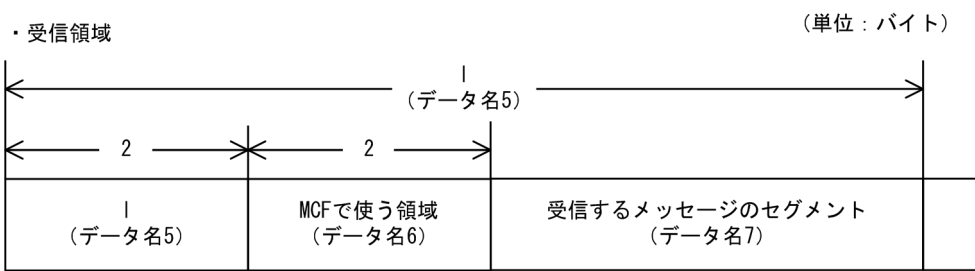 ・受信領域
（単位：バイト）
l
（データ名5）
2
2
l
（データ名5）
MCFで使う領域
（データ名6）
受信するメッセージのセグメント
（データ名7）